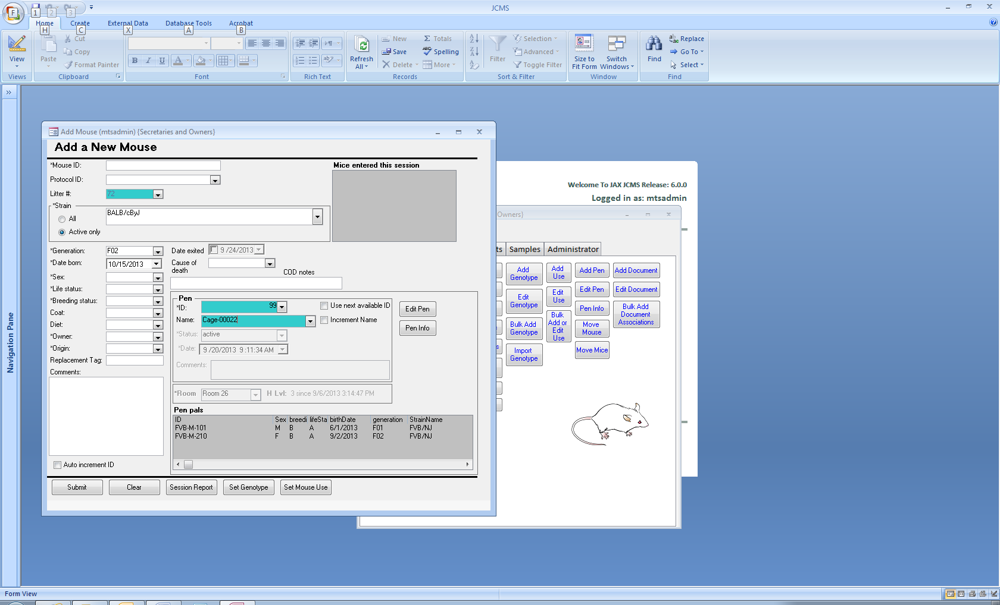 JCMS
F 1 2 3
Home Create External Data Database Tools Acrobat
H C X A B
View
Views
Paste
Cut
Copy
Format Painter
Clipboard
B I U A
Font
Rich Text
Refresh All
New
Save
Delete
Totals
Spelling
More
Records
Filter
Selection
Advanced
Toggle Filter
Sort & Filter
Size to Fit Form
Switch Windows
Window
Find
Replace
Go To
Select
Find
Navigation Pane
Add Mouse (mtsadmin) {Secretaries and Owners}
Add a New Mouse
*Mouse ID:
Protocol ID:
Litter #: 72
*Strain
All
Active only
BALB/cByJ
Mice entered this session
*Generation: F02
*Date born: 10/15/2013
*Sex:
*Life status:
*Breeding status:
Coat:
Diet:
*Owner:
*Origin:
Replacement Tag:
Comments:
Auto increment ID
Date exited 9 /24/2013
Cause of death
COD notes
Pen
*ID: 99
Use next available ID
Name: Cage-00022
Increment Name
*Status: active
*Date: 9 /20/2013 9 :11:34 AM
Comments:
Edit Pen
Pen Info
*Room Room 26 H Lvl: 3 since 9/6/2013 3:14:47 PM
Pen pals
ID Sex breedi lifeSta birthDate generation StrainName
FVB-M-101 M B A 6/1/2013 F01 FVB/NJ
FVB-M-210 F B A 9/2/2013 F02 FVB/NJ
Submit Clear Session Report Set Genotype Set Mouse Use
Welcome To JAX JCMS Release: 6.0.0
Logged in as: mtsadmin
Owners}
ts Samples Administrator
Add Genotype
Edit Genotype
Bulk Add Genotype
Import Genotype
Add Use
Edit Use
Bulk Add or Edit Use
Add Pen
Edit Pen
Pen Info
Move Mouse
Move Mice
Add Document
Edit Document
Bulk Add Document Associations
s
Form View